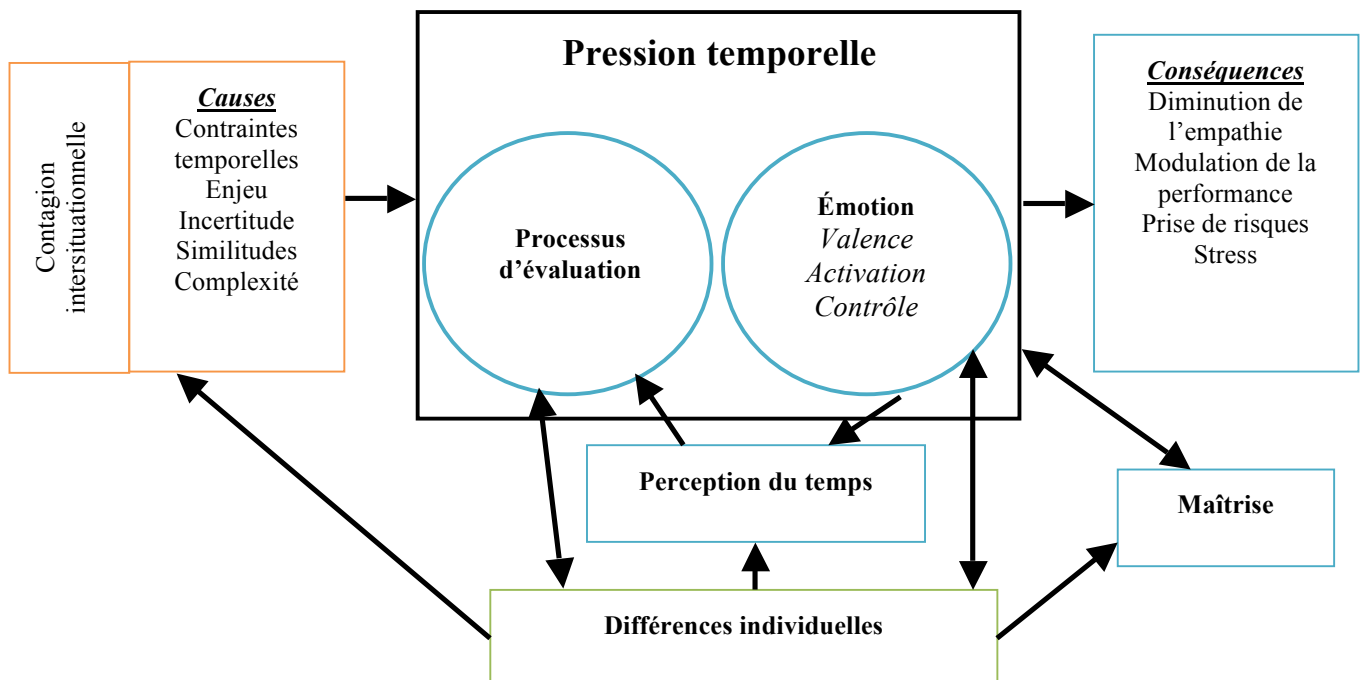 Pression temporelle
Contagion
intersituationnelle
Causes
Contraintes
temporelles
Enjeu
Incertitude
Similitudes
Complexité
Processus
d’évaluation
Émotion
Valence
Activation
Contrôle
Conséquences
Diminution de
l’empathie
Modulation de la
performance
Prise de risques
Stress
Perception du temps
Maîtrise
Différences individuelles